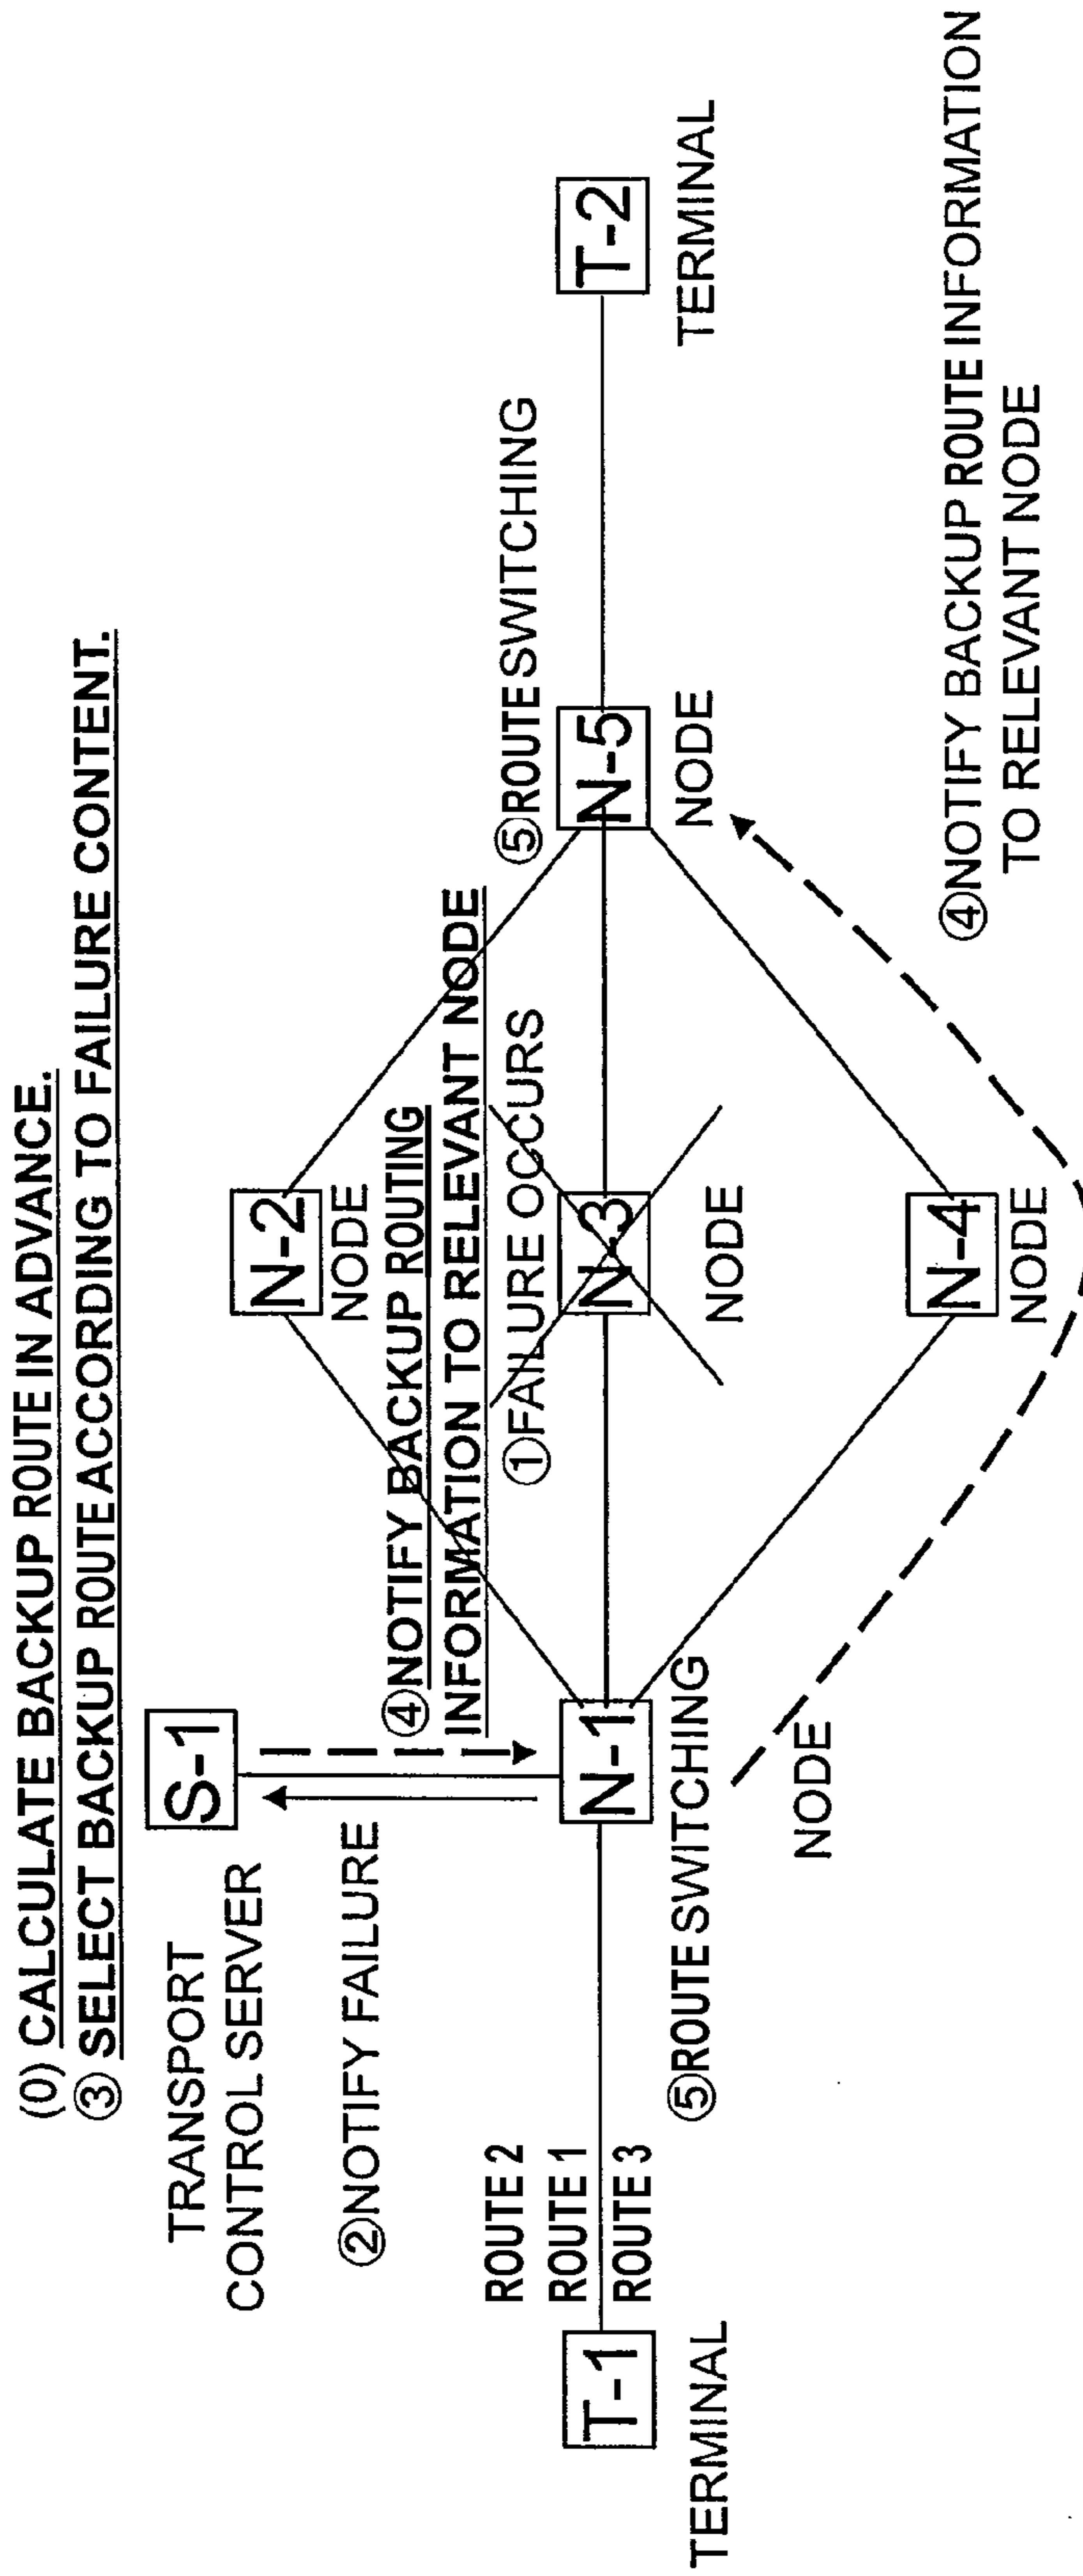 (0) CALCULATE BACKUP ROUTE IN ADVANCE.
③ SELECT BACKUP ROUTE ACCORDING TO FAILURE CONTENT.
TRANSPORT
CONTROL SERVER
S-1
②NOTIFY FAILURE
④NOTIFY BACKUP ROUTING
INFORMATION TO RELEVANT NODE
N-2
NODE
①FAILURE OCCURS
⑤ROUTE SWITCHING
ROUTE 2
ROUTE 1
ROUTE 3
T-1
TERMINAL
N-1
⑤ROUTE SWITCHING
NODE
N-3
NODE
N-5
NODE
T-2
TERMINAL
N-4
NODE
④NOTIFY BACKUP ROUTE INFORMATION
TO RELEVANT NODE